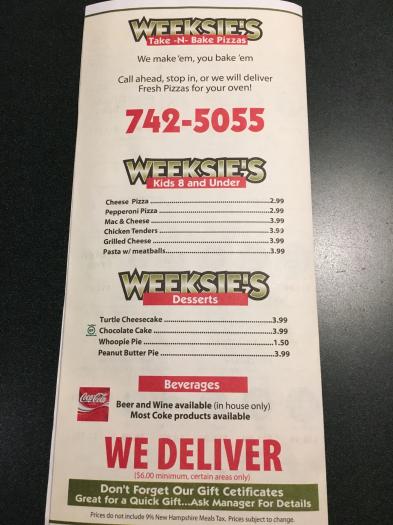 WEEKSIE'S
Take -N- Bake Pizzas
We make 'em, you bake 'em
Call ahead, stop in, or we will deliver
Fresh Pizzas for your oven!
742-5055
WEEKSIE'S
Kids 8 and Under
Cheese Pizza ..........2.99
Pepperoni Pizza ..........2.99
Mac & Cheese ..........3.99
Chicken Tenders ..........3.99
Grilled Cheese ..........3.99
Pasta w/ meatballs..........3.99
WEEKSIE'S
Desserts
Turtle Cheesecake ..........3.99
Chocolate Cake ..........3.99
Whoopie Pie ..........1.50
Peanut Butter Pie ..........3.99
Beverages
Coca-Cola
Beer and Wine available (in house only)
Most Coke products available
WE DELIVER
($6.00 minimum, certain areas only)
Don't Forget Our Gift Cetificates
Great for a Quick Gift...Ask Manager For Details
Prices do not include 9% New Hampshire Meals Tax. Prices subject to change.